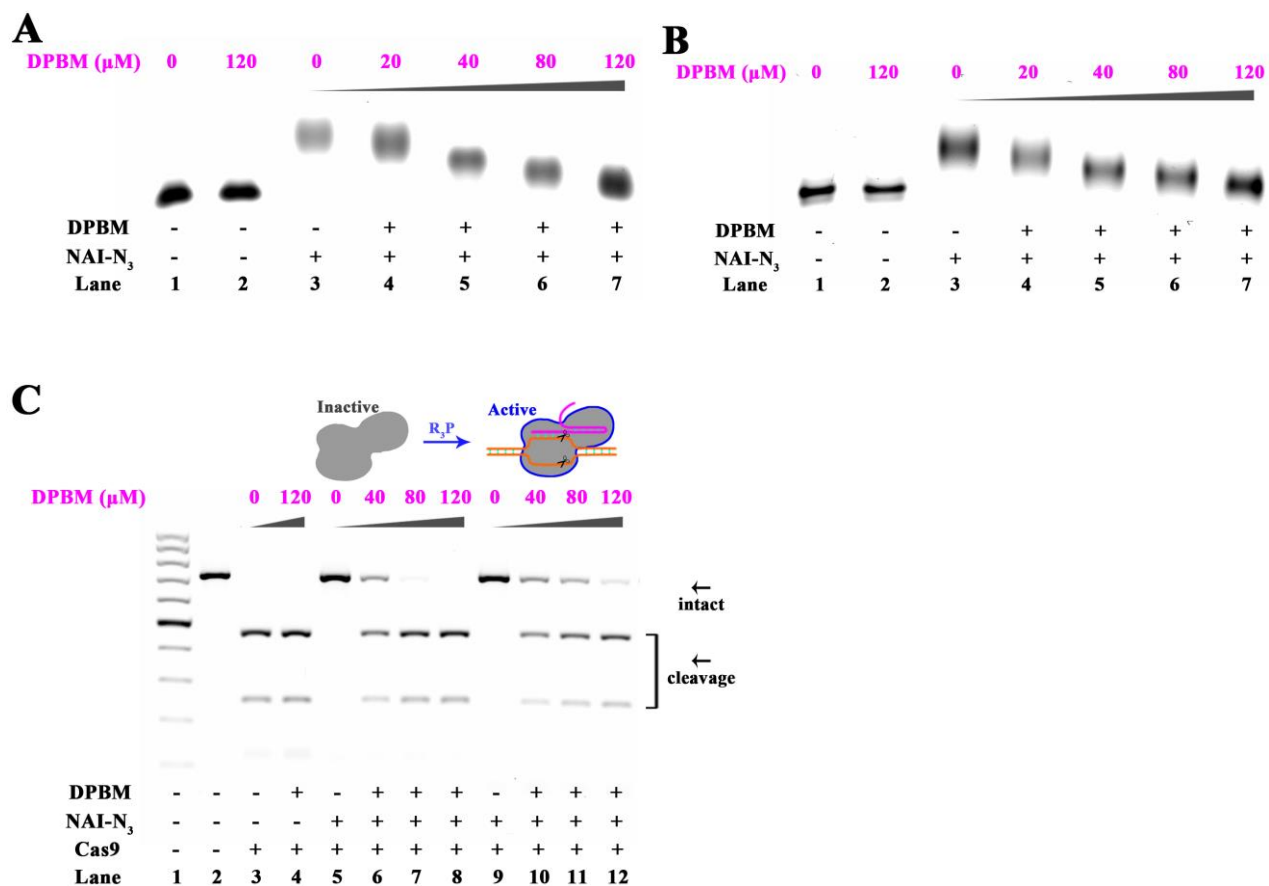 A
DPBM (μM) 0 120 0 20 40 80 120
DPBM - - - + + + +
NAI-N₃ - - + + + + +
Lane 1 2 3 4 5 6 7
B
DPBM (μM) 0 120 0 20 40 80 120
DPBM - - - + + + +
NAI-N₃ - - + + + + +
Lane 1 2 3 4 5 6 7
C
Inactive R₃P Active
DPBM (μM) 0 120 0 40 80 120 0 40 80 120
← intact
← cleavage
DPBM - - - + - + + + - + + +
NAI-N₃ - - - - + + + + + + + +
Cas9 - - + + + + + + + + + +
Lane 1 2 3 4 5 6 7 8 9 10 11 12